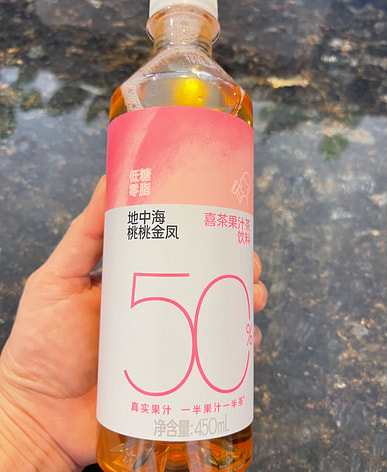 低糖
零脂
地中海
桃桃金凤
喜茶果汁茶
饮料
50%
真实果汁 一半果汁一半茶*
净含量:450mL